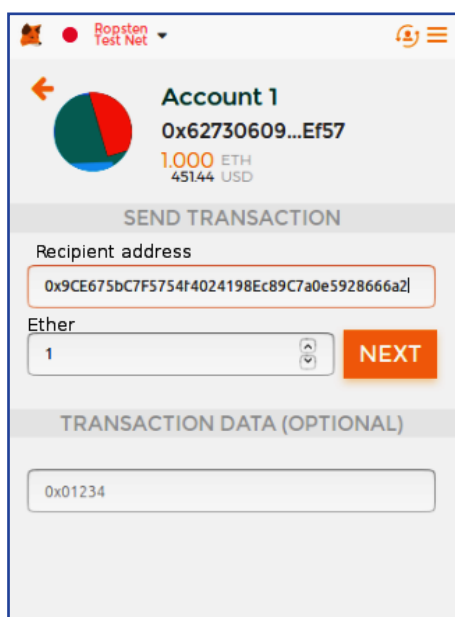 Ropsten
Test Net
Account 1
0x62730609...Ef57
1.000 ETH
451.44 USD
SEND TRANSACTION
Recipient address
0x9CE675bC7F5754f4024198Ec89C7a0e5928666a2
Ether
1
NEXT
TRANSACTION DATA (OPTIONAL)
0x01234